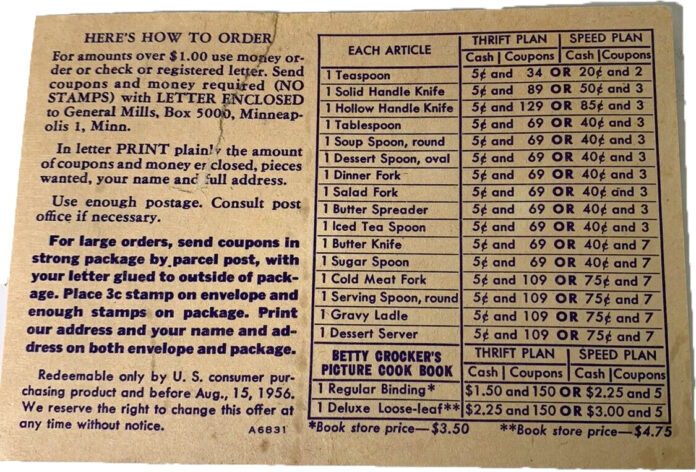 HERE'S HOW TO ORDER
For amounts over $1.00 use money or-
der or check or registered letter. Send
coupons and money required (NO
STAMPS) with LETTER ENCLOSED
to General Mills, Box 5000, Minneap-
olis 1, Minn.
In letter PRINT plainly the amount
of coupons and money enclosed, pieces
wanted, your name and full address.
Use enough postage. Consult post
office if necessary.
For large orders, send coupons in
strong package by parcel post, with
your letter glued to outside of pack-
age. Place 3c stamp on envelope and
enough stamps on package. Print
our address and your name and ad-
dress on both envelope and package.
Redeemable only by U. S. consumer pur-
chasing product and before Aug., 15, 1956.
We reserve the right to change this offer at
any time without notice. A6831
EACH ARTICLE THRIFT PLAN SPEED PLAN
Cash Coupons Cash Coupons
1 Teaspoon 5¢ and 34 OR 20¢ and 2
1 Solid Handle Knife 5¢ and 89 OR 50¢ and 3
1 Hollow Handle Knife 5¢ and 129 OR 85¢ and 3
1 Tablespoon 5¢ and 69 OR 40¢ and 3
1 Soup Spoon, round 5¢ and 69 OR 40¢ and 3
1 Dessert Spoon, oval 5¢ and 69 OR 40¢ and 3
1 Dinner Fork 5¢ and 69 OR 40¢ and 3
1 Salad Fork 5¢ and 69 OR 40¢ and 3
1 Butter Spreader 5¢ and 69 OR 40¢ and 3
1 Iced Tea Spoon 5¢ and 69 OR 40¢ and 3
1 Butter Knife 5¢ and 69 OR 40¢ and 7
1 Sugar Spoon 5¢ and 69 OR 40¢ and 7
1 Cold Meat Fork 5¢ and 109 OR 75¢ and 7
1 Serving Spoon, round 5¢ and 109 OR 75¢ and 7
1 Gravy Ladle 5¢ and 109 OR 75¢ and 7
1 Dessert Server 5¢ and 109 OR 75¢ and 7
BETTY CROCKER'S THRIFT PLAN SPEED PLAN
PICTURE COOK BOOK Cash Coupons Cash Coupons
1 Regular Binding* $1.50 and 150 OR $2.25 and 5
1 Deluxe Loose-leaf** $2.25 and 150 OR $3.00 and 5
*Book store price—$3.50 **Book store price—$4.75